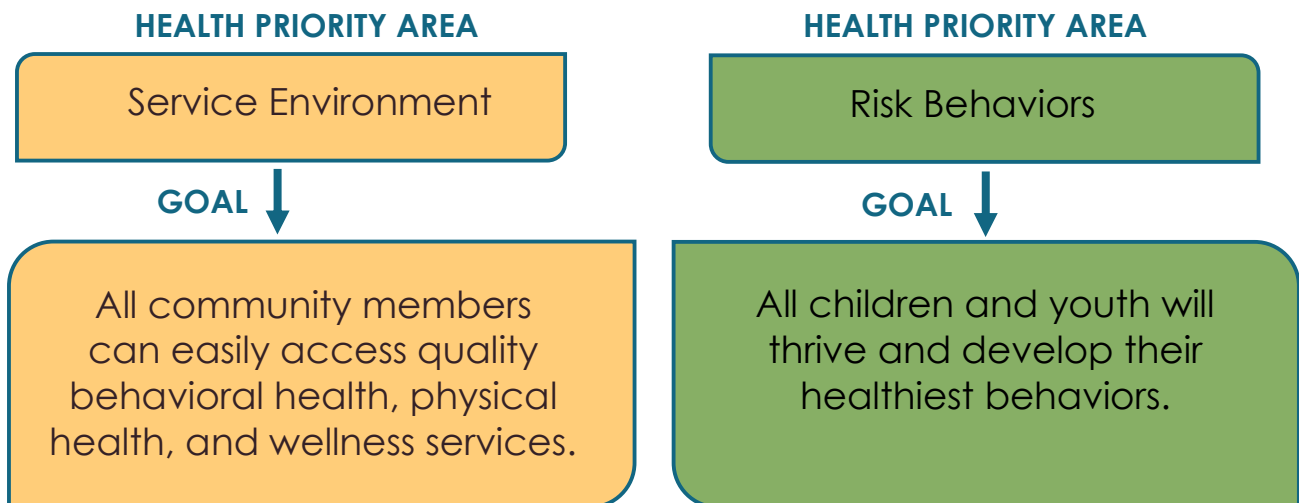 HEALTH PRIORITY AREA
Service Environment
GOAL
All community members
can easily access quality
behavioral health, physical
health, and wellness services.
HEALTH PRIORITY AREA
Risk Behaviors
GOAL
All children and youth will
thrive and develop their
healthiest behaviors.